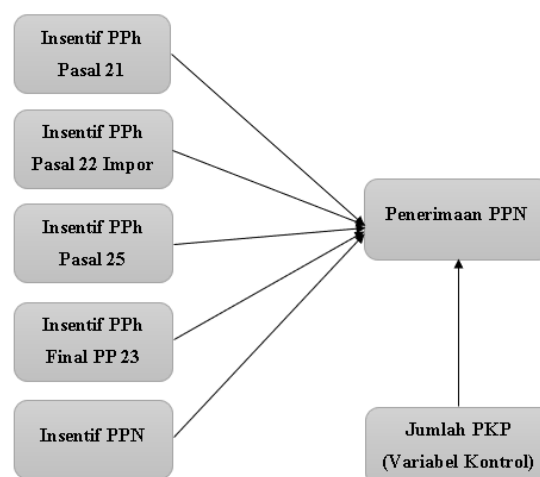 Insentif PPh
Pasal 21
Insentif PPh
Pasal 22 Impor
Insentif PPh
Pasal 25
Insentif PPh
Final PP 23
Insentif PPN
Penerimaan PPN
Jumlah PKP
(Variabel Kontrol)